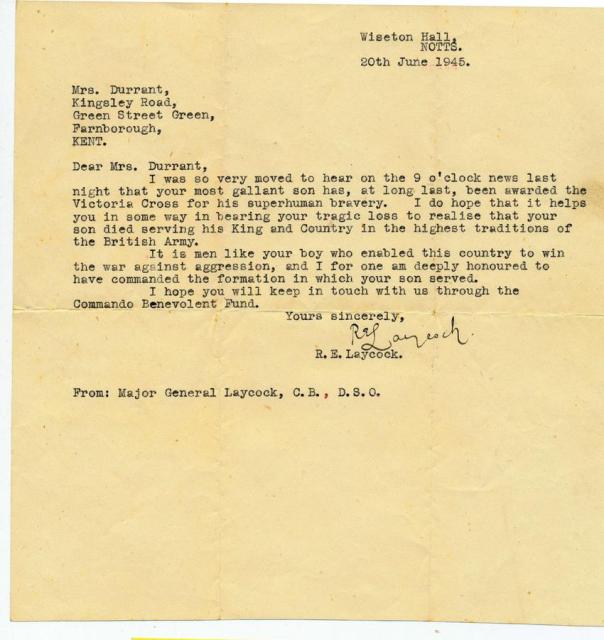 Wiseton Hall,
NOTTS.
20th June 1945.
Mrs. Durrant,
Kingsley Road,
Green Street Green,
Farnborough,
KENT.
Dear Mrs. Durrant,
I was so very moved to hear on the 9 o'clock news last
night that your most gallant son has, at long last, been awarded the
Victoria Cross for his superhuman bravery. I do hope that it helps
you in some way in bearing your tragic loss to realise that your
son died serving his King and Country in the highest traditions of
the British Army.
It is men like your boy who enabled this country to win
the war against aggression, and I for one am deeply honoured to
have commanded the formation in which your son served.
I hope you will keep in touch with us through the
Commando Benevolent Fund.
Yours sincerely,
RELaycock.
R.E.Laycock.
From: Major General Laycock, C.B., D.S.O.